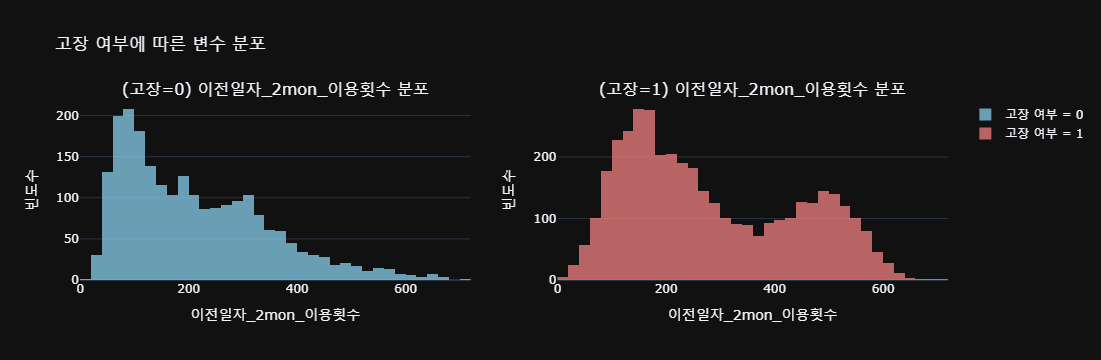 고장 여부에 따른 변수 분포
(고장=0) 이전일자_2mon_이용횟수 분포
빈도수
200
150
100
50
0
0 200 400 600
이전일자_2mon_이용횟수
(고장=1) 이전일자_2mon_이용횟수 분포
빈도수
200
100
0
0 200 400 600
이전일자_2mon_이용횟수
고장 여부 = 0
고장 여부 = 1